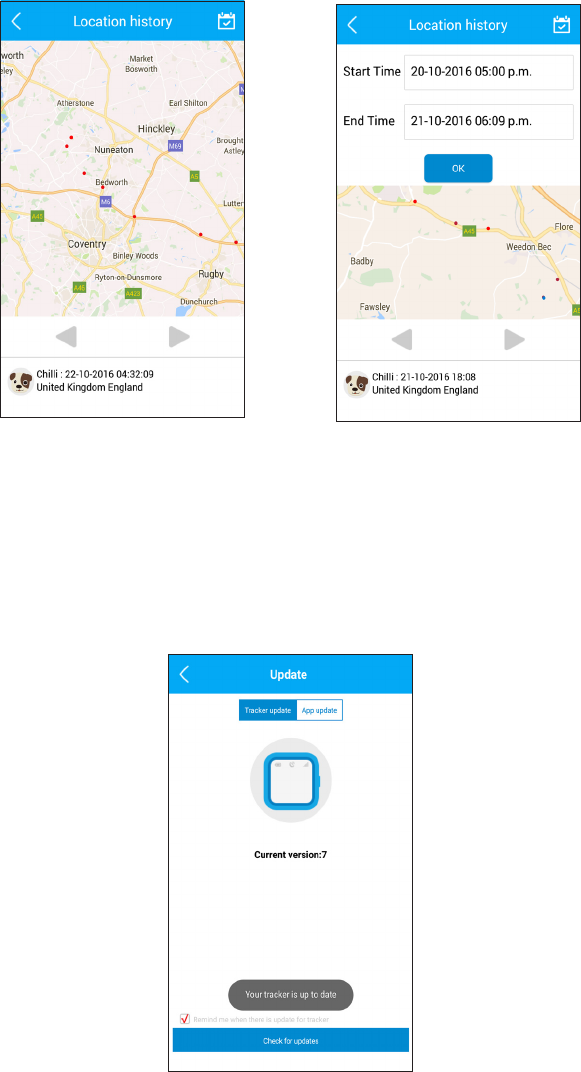 Location history
worth
eley
Market
Bosworth
Atherstone
Earl Shilton
Hinckley
M69
Brought
Astley
Nuneaton
Bedworth
A5
M6
Lutter
A45
Coventry
Binley Woods
Rugby
Ryton-on-Dunsmore
A45
A423
Dunchurch
Chilli : 22-10-2016 04:32:09
United Kingdom England
Location history
Start Time 20-10-2016 05:00 p.m.
End Time 21-10-2016 06:09 p.m.
OK
A45
Flore
Weedon Bec
Badby
Fawsley
A5
Chilli : 21-10-2016 18:08
United Kingdom England
Update
Tracker update App update
Current version:7
Your tracker is up to date
Remind me when there is update for tracker
Check for updates